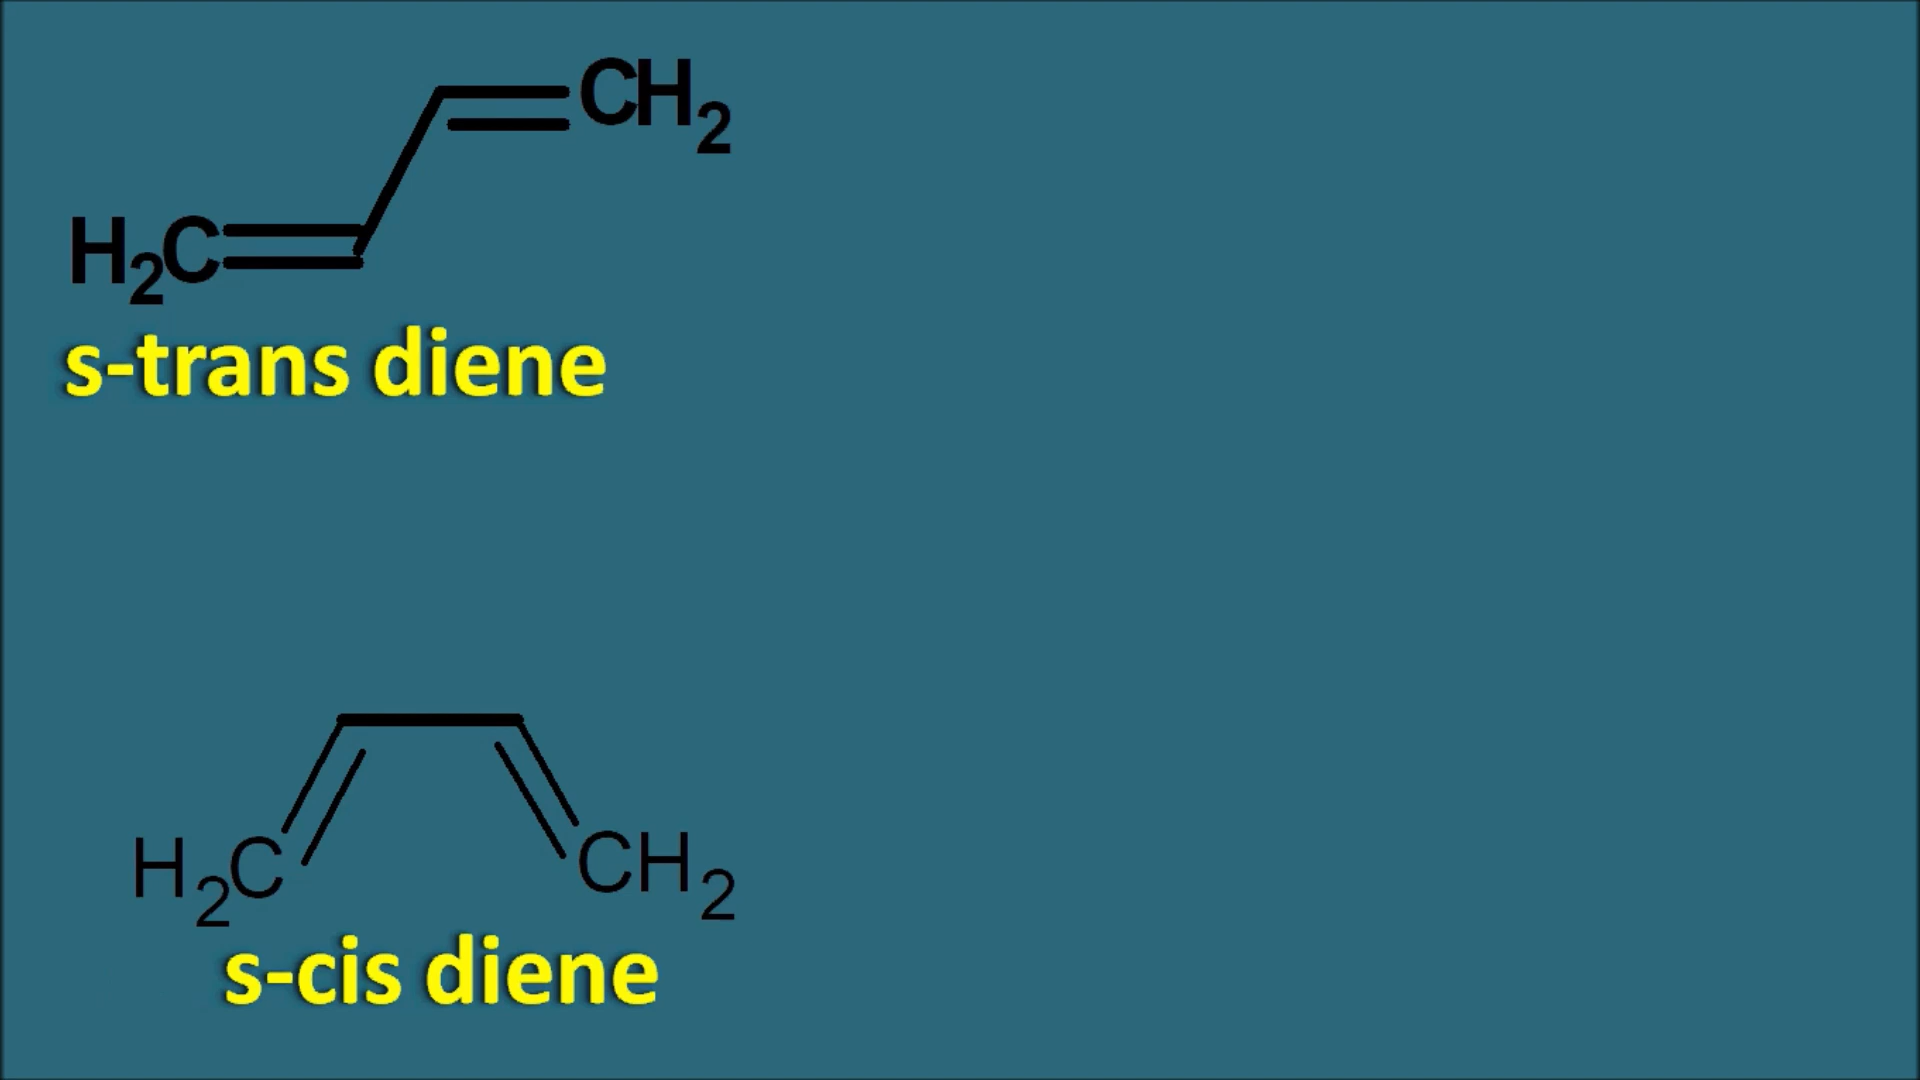 CH2
H2C
s-trans diene
H2C CH2
s-cis diene